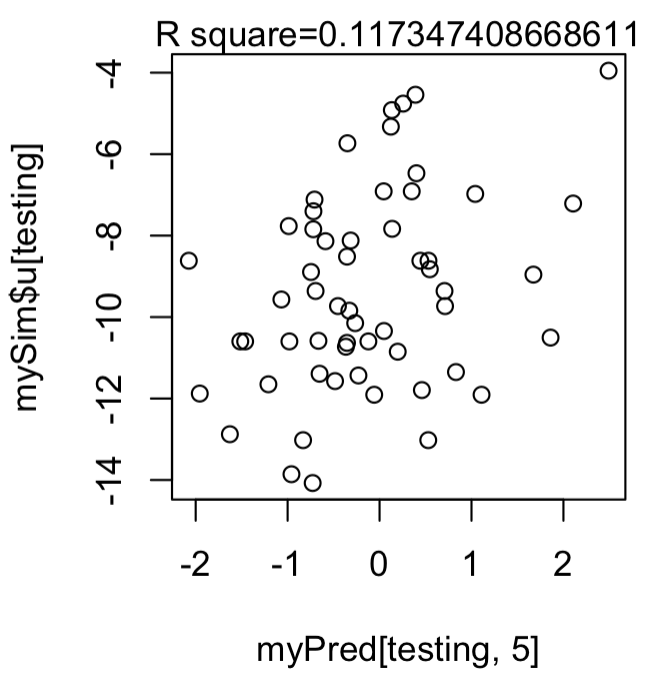 R square=0.117347408668611
mySim$u[testing]
-4
-6
-8
-10
-12
-14
-2 -1 0 1 2
myPred[testing, 5]